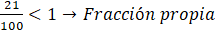 21/100 < 1 → Fracción propia